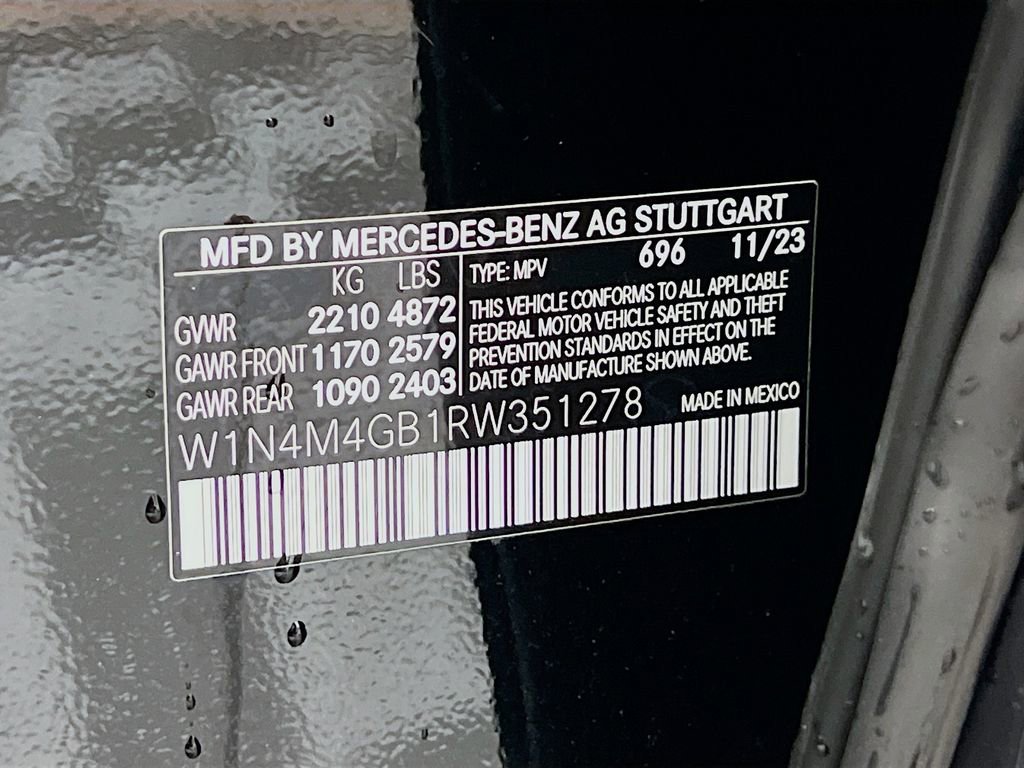 MFD BY MERCEDES-BENZ AG STUTTGART
KG LBS
GVWR 2210 4872
GAWR FRONT 1170 2579
GAWR REAR 1090 2403
TYPE: MPV 696 11/23
THIS VEHICLE CONFORMS TO ALL APPLICABLE
FEDERAL MOTOR VEHICLE SAFETY AND THEFT
PREVENTION STANDARDS IN EFFECT ON THE
DATE OF MANUFACTURE SHOWN ABOVE.
W1N4M4GB1RW351278 MADE IN MEXICO